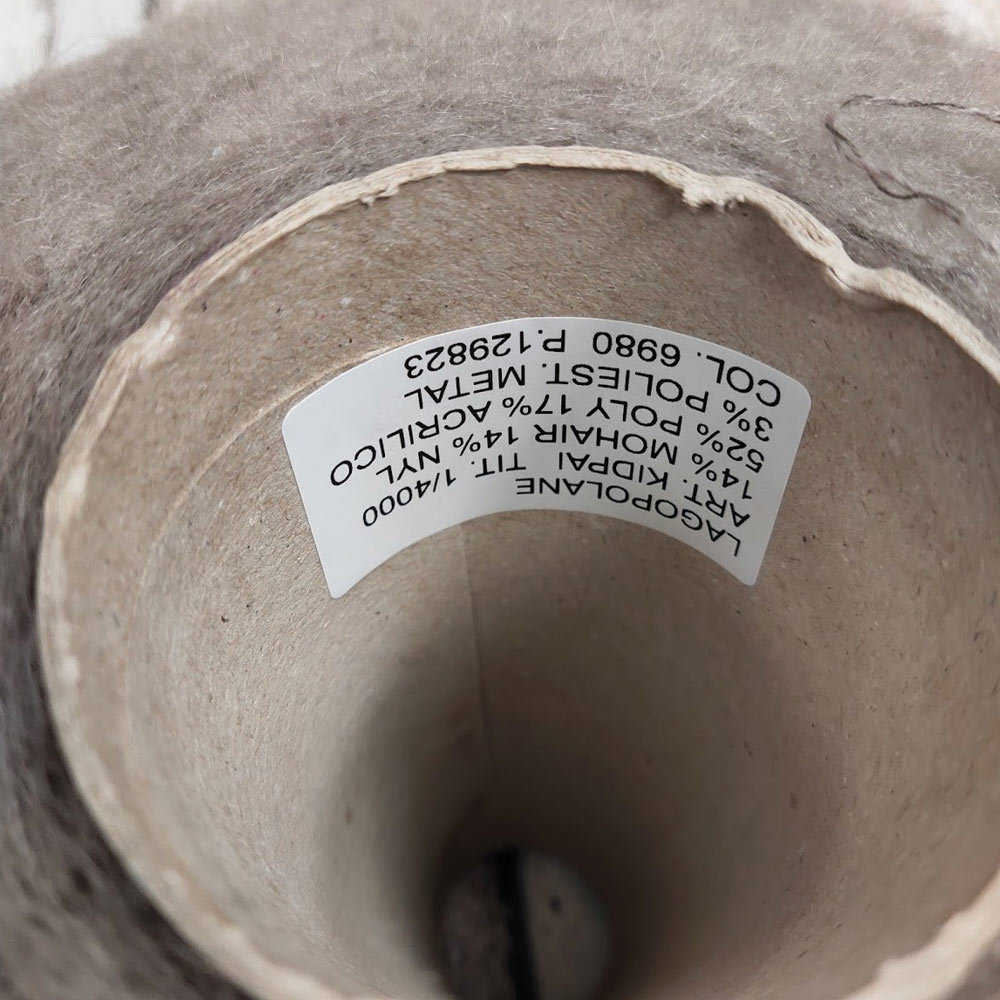 LAGOPOLANE
ART. KIDPAI TIT. 1/4000
14% MOHAIR 14% NYL
52% POLY 17% ACRILICO
3% POLIEST. METAL
COL. 6980 P.129823